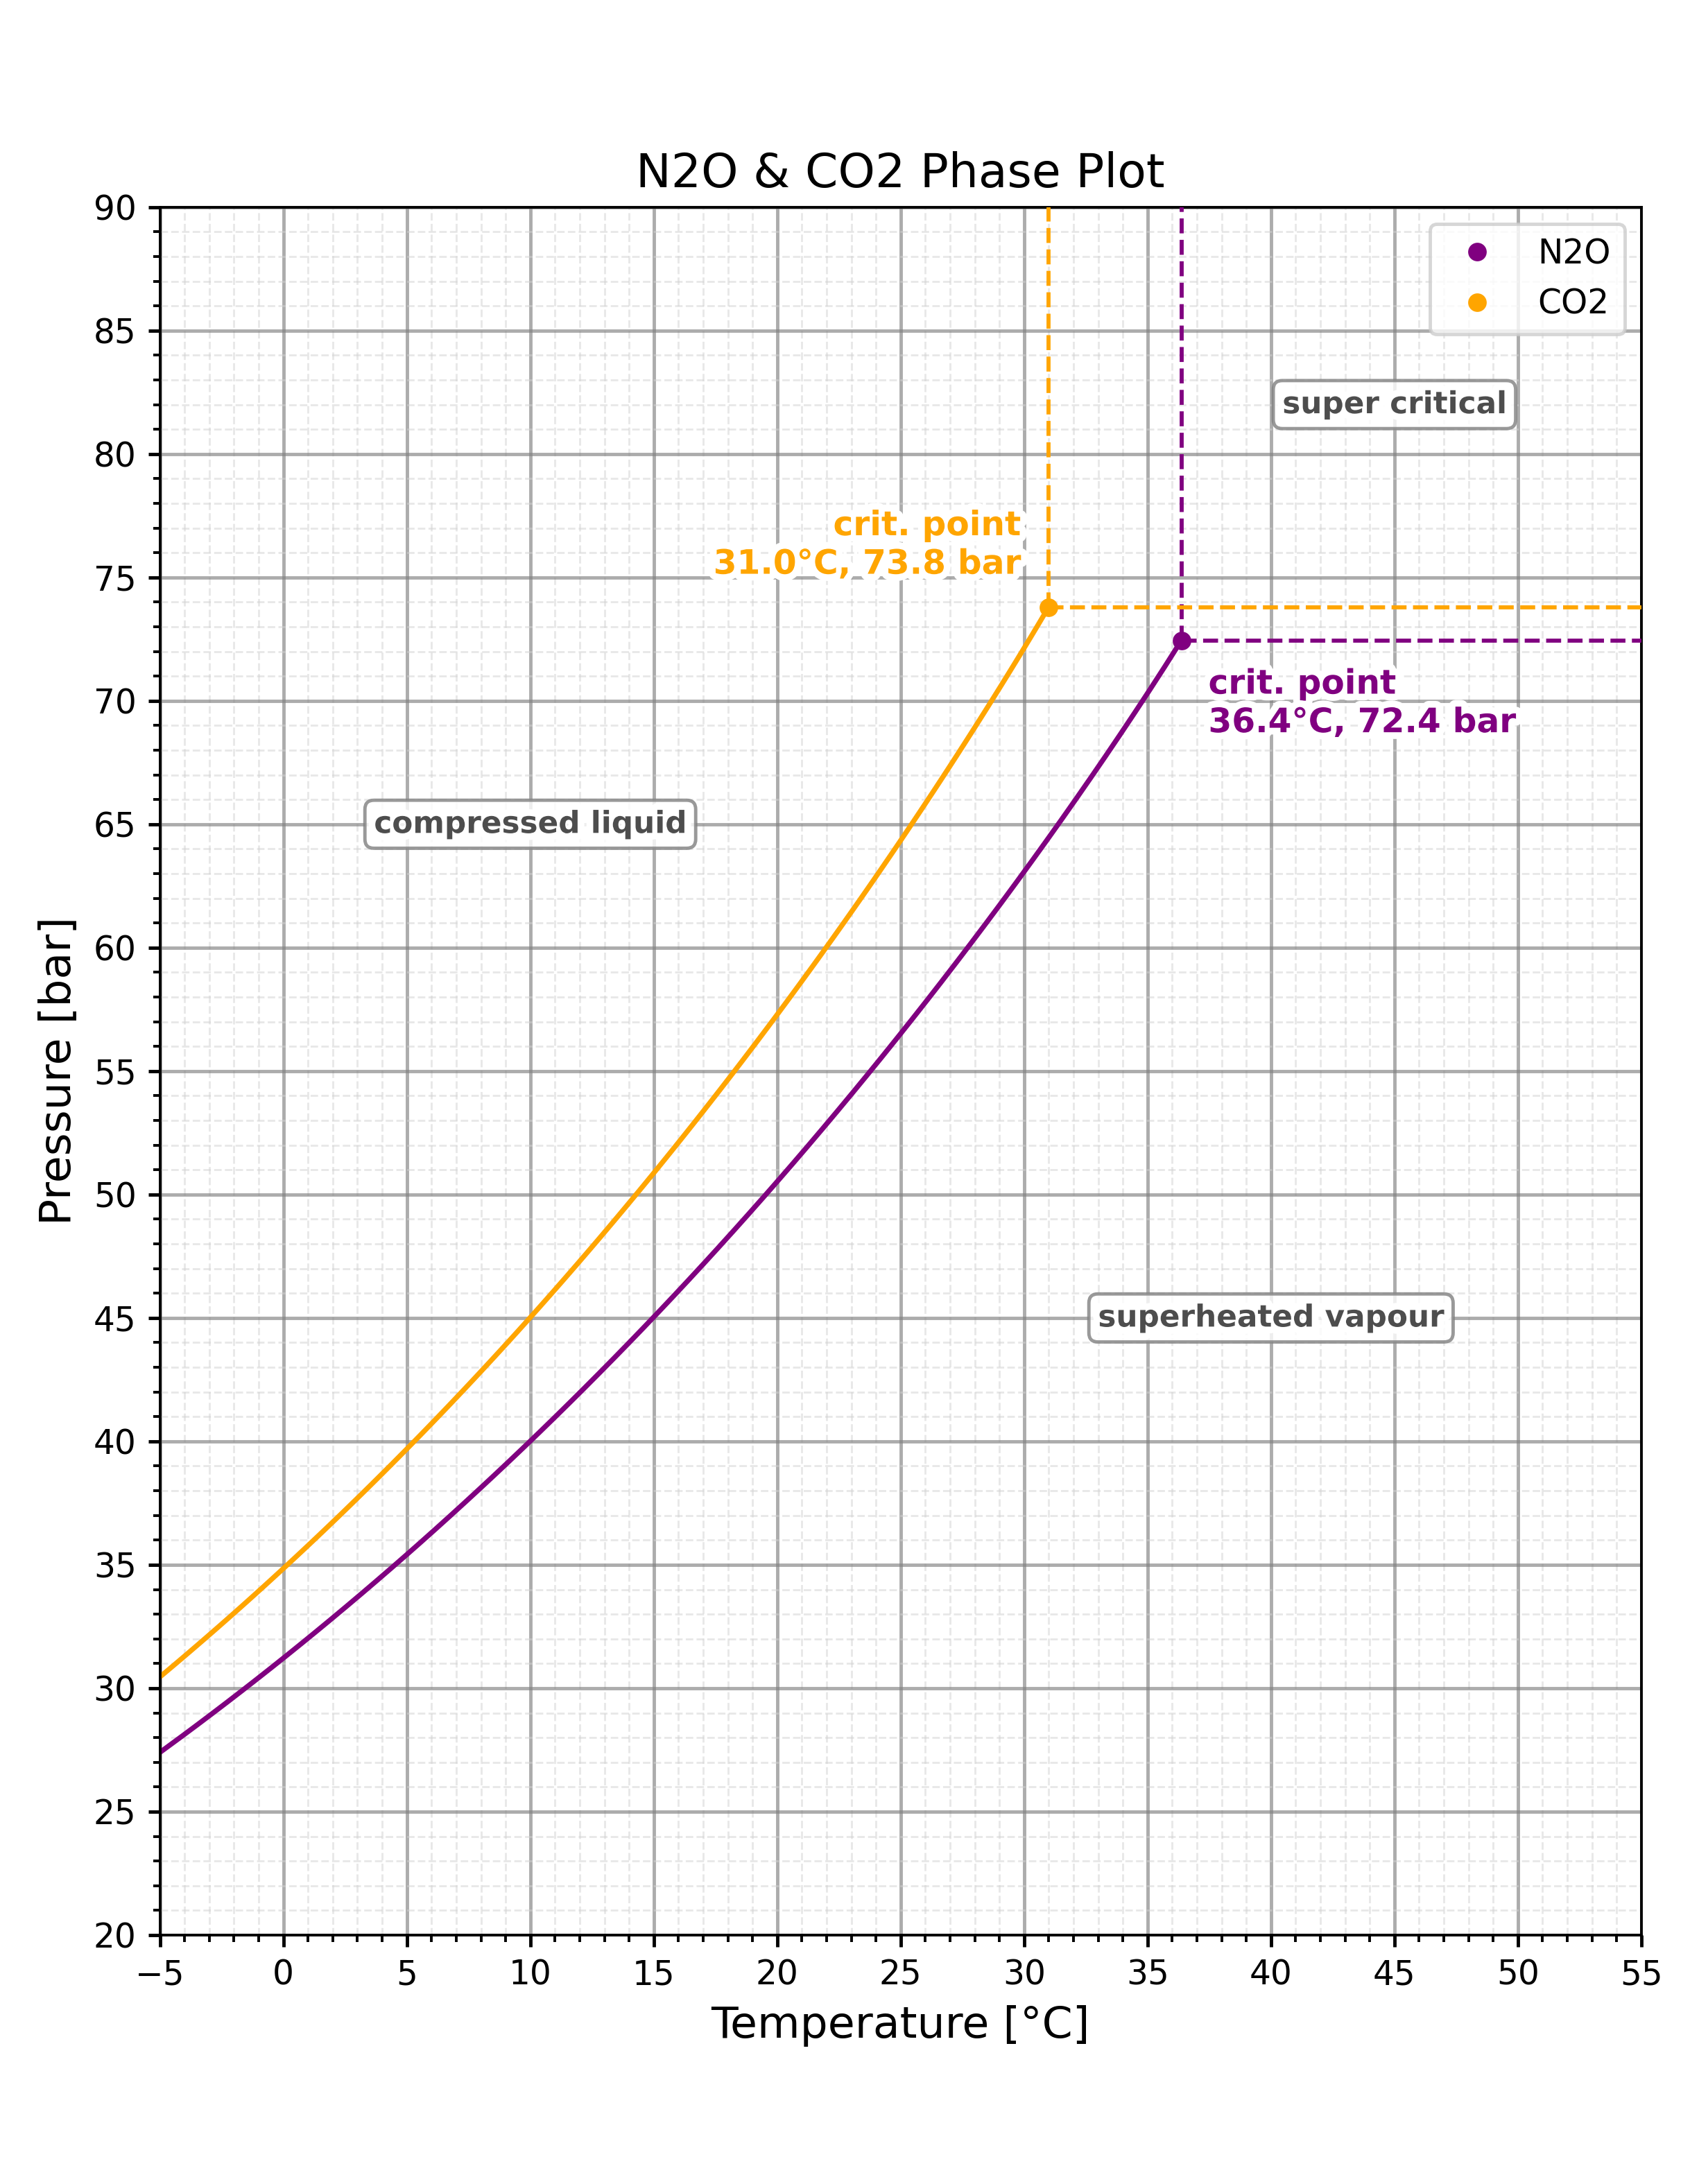 N2O & CO2 Phase Plot
90
85
80
75
70
65
60
55
50
45
40
35
30
25
20
Pressure [bar]
N2O
CO2
super critical
crit. point
31.0°C, 73.8 bar
crit. point
36.4°C, 72.4 bar
compressed liquid
superheated vapour
−5 0 5 10 15 20 25 30 35 40 45 50 55
Temperature [°C]